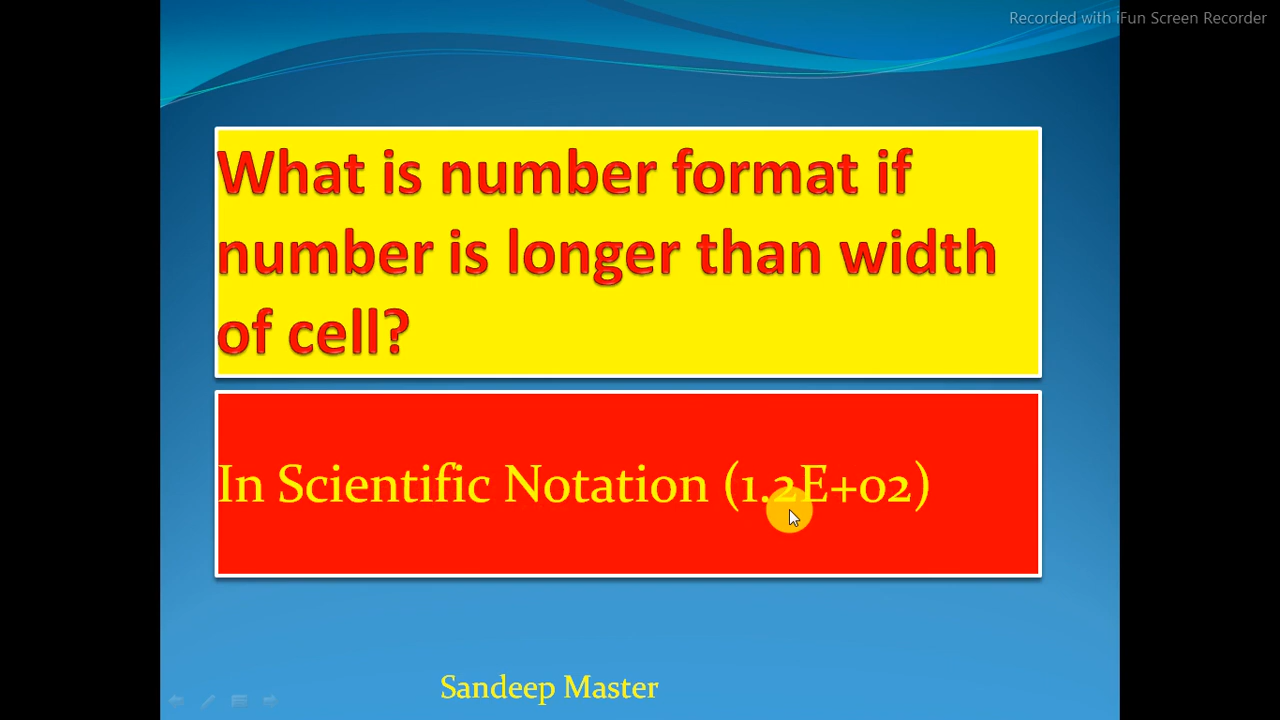 Recorded with iFun Screen Recorder
What is number format if
number is longer than width
of cell?
In Scientific Notation (1.2E+02)
Sandeep Master